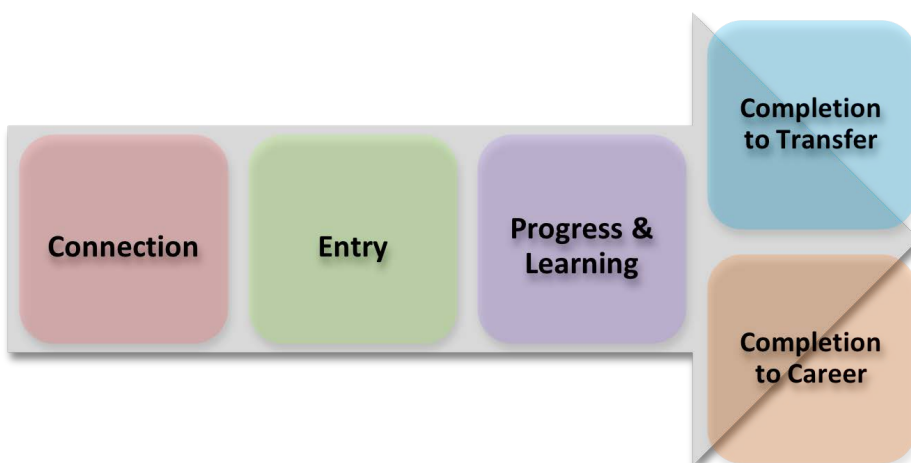 Connection
Entry
Progress &
Learning
Completion
to Transfer
Completion
to Career